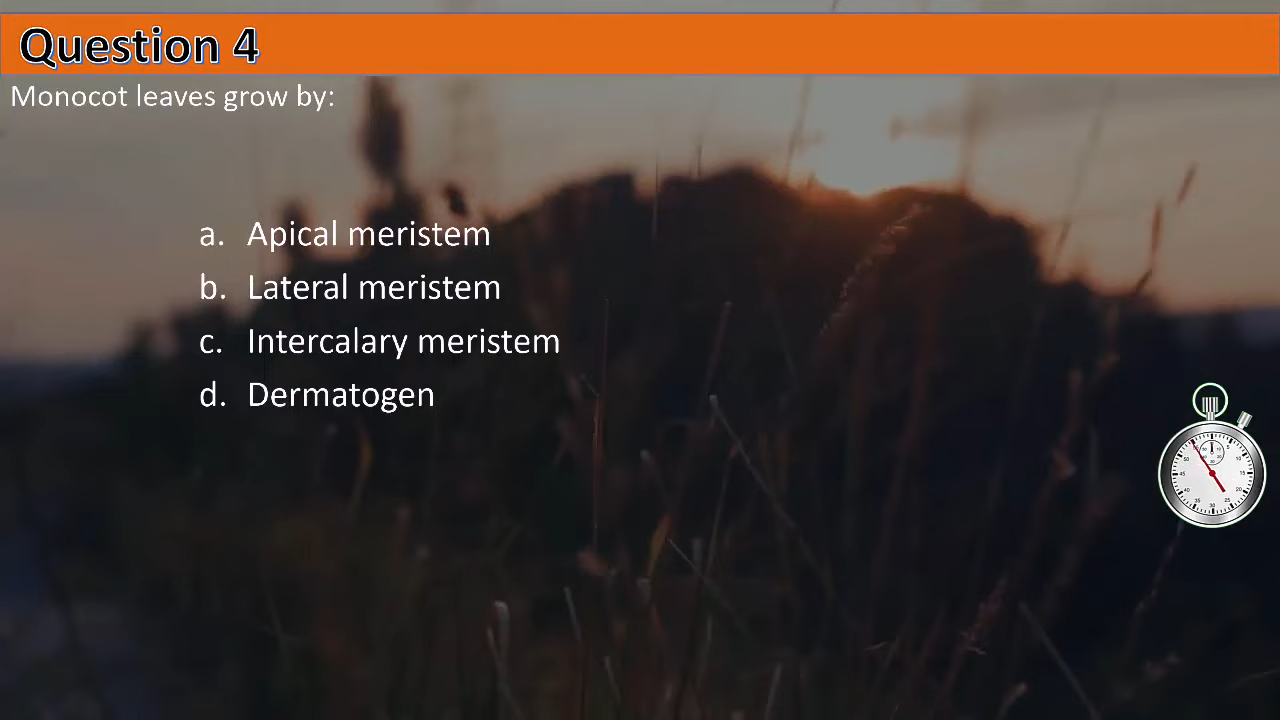 Question 4
Monocot leaves grow by:
a. Apical meristem
b. Lateral meristem
c. Intercalary meristem
d. Dermatogen